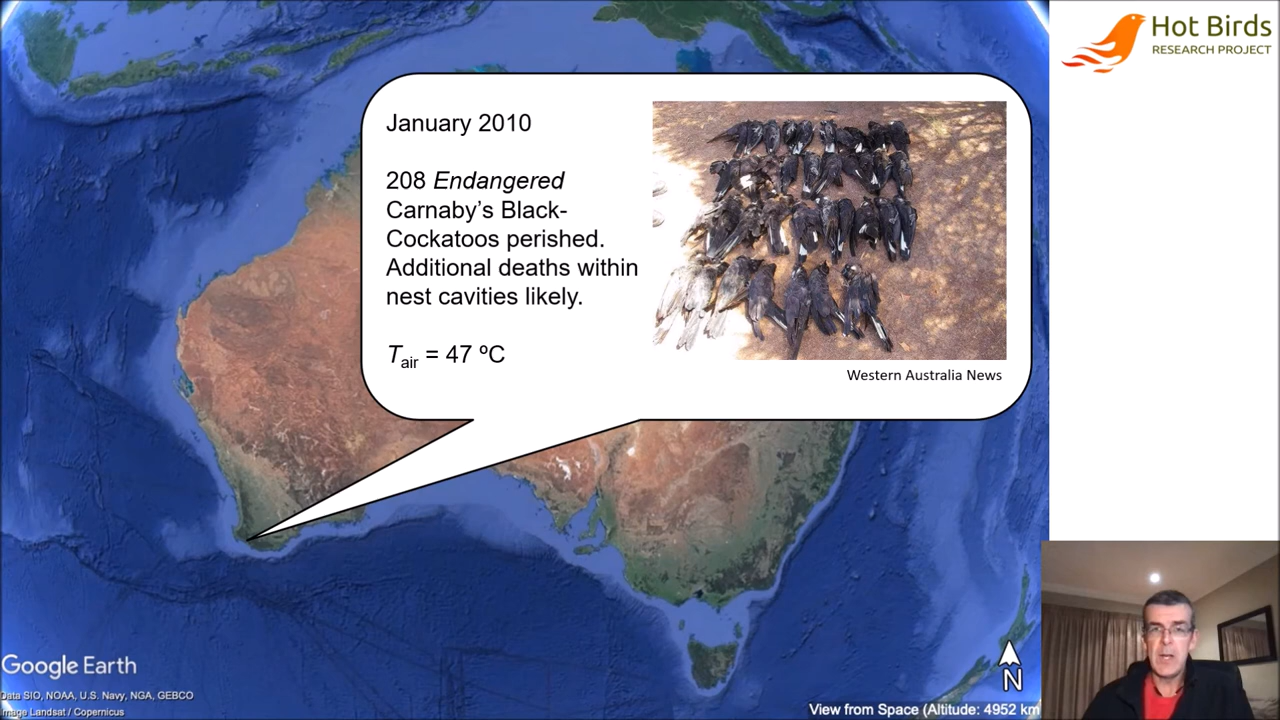 Hot Birds
RESEARCH PROJECT
January 2010
208 Endangered
Carnaby’s Black-
Cockatoos perished.
Additional deaths within
nest cavities likely.
Tair = 47 ºC
Western Australia News
Google Earth
Data SIO, NOAA, U.S. Navy, NGA, GEBCO
Image Landsat / Copernicus
N
View from Space (Altitude: 4952 km